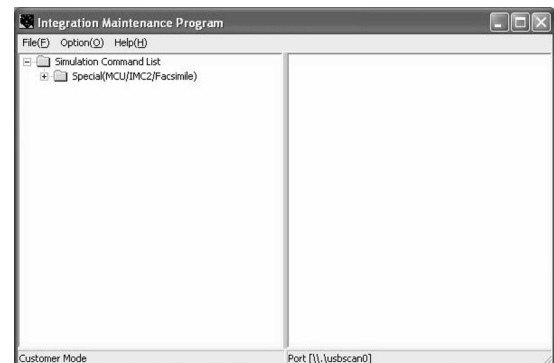 Integration Maintenance Program
File(F) Option(O) Help(H)
Simulation Command List
Special(MCU/IMC2/Facsimile)
Customer Mode
Port [\\.\usbscan0]